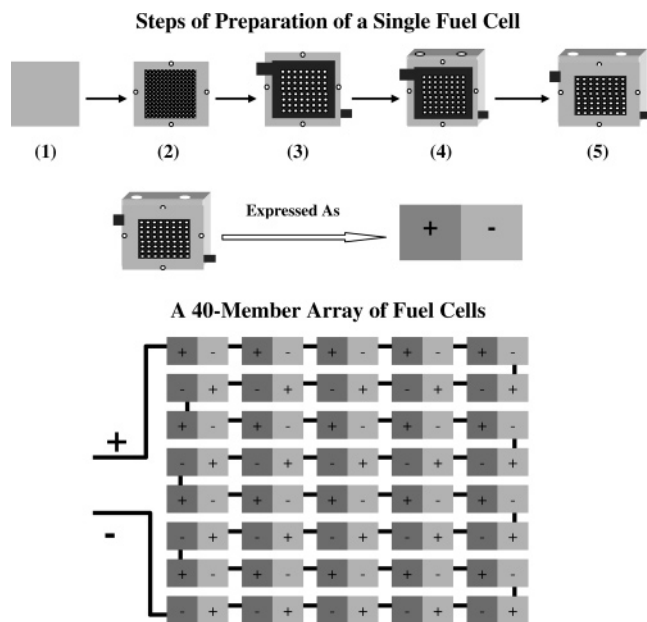 Steps of Preparation of a Single Fuel Cell
(1) (2) (3) (4) (5)
Expressed As
+ -
A 40-Member Array of Fuel Cells
+ - + - + - + - + -
- + - + - + - + - +
+
+ - + - + - + - + -
- + - + - + - + - +
+ - + - + - + - + -
-
- + - + - + - + - +
+ - + - + - + - + -
- + - + - + - + - +